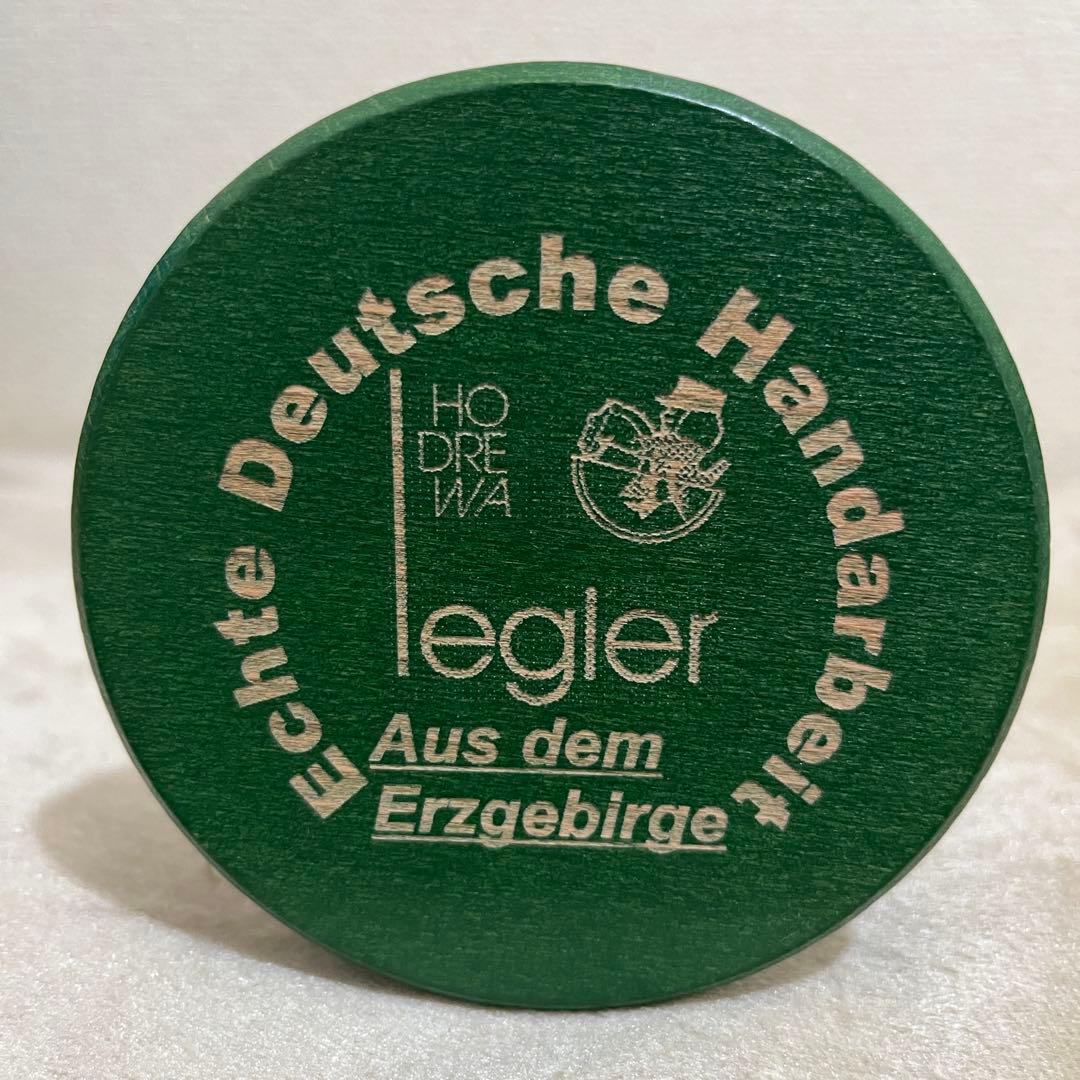 Echte Deutsche Handarbeit
HO
DRE
WA
legler
Aus dem
Erzgebirge